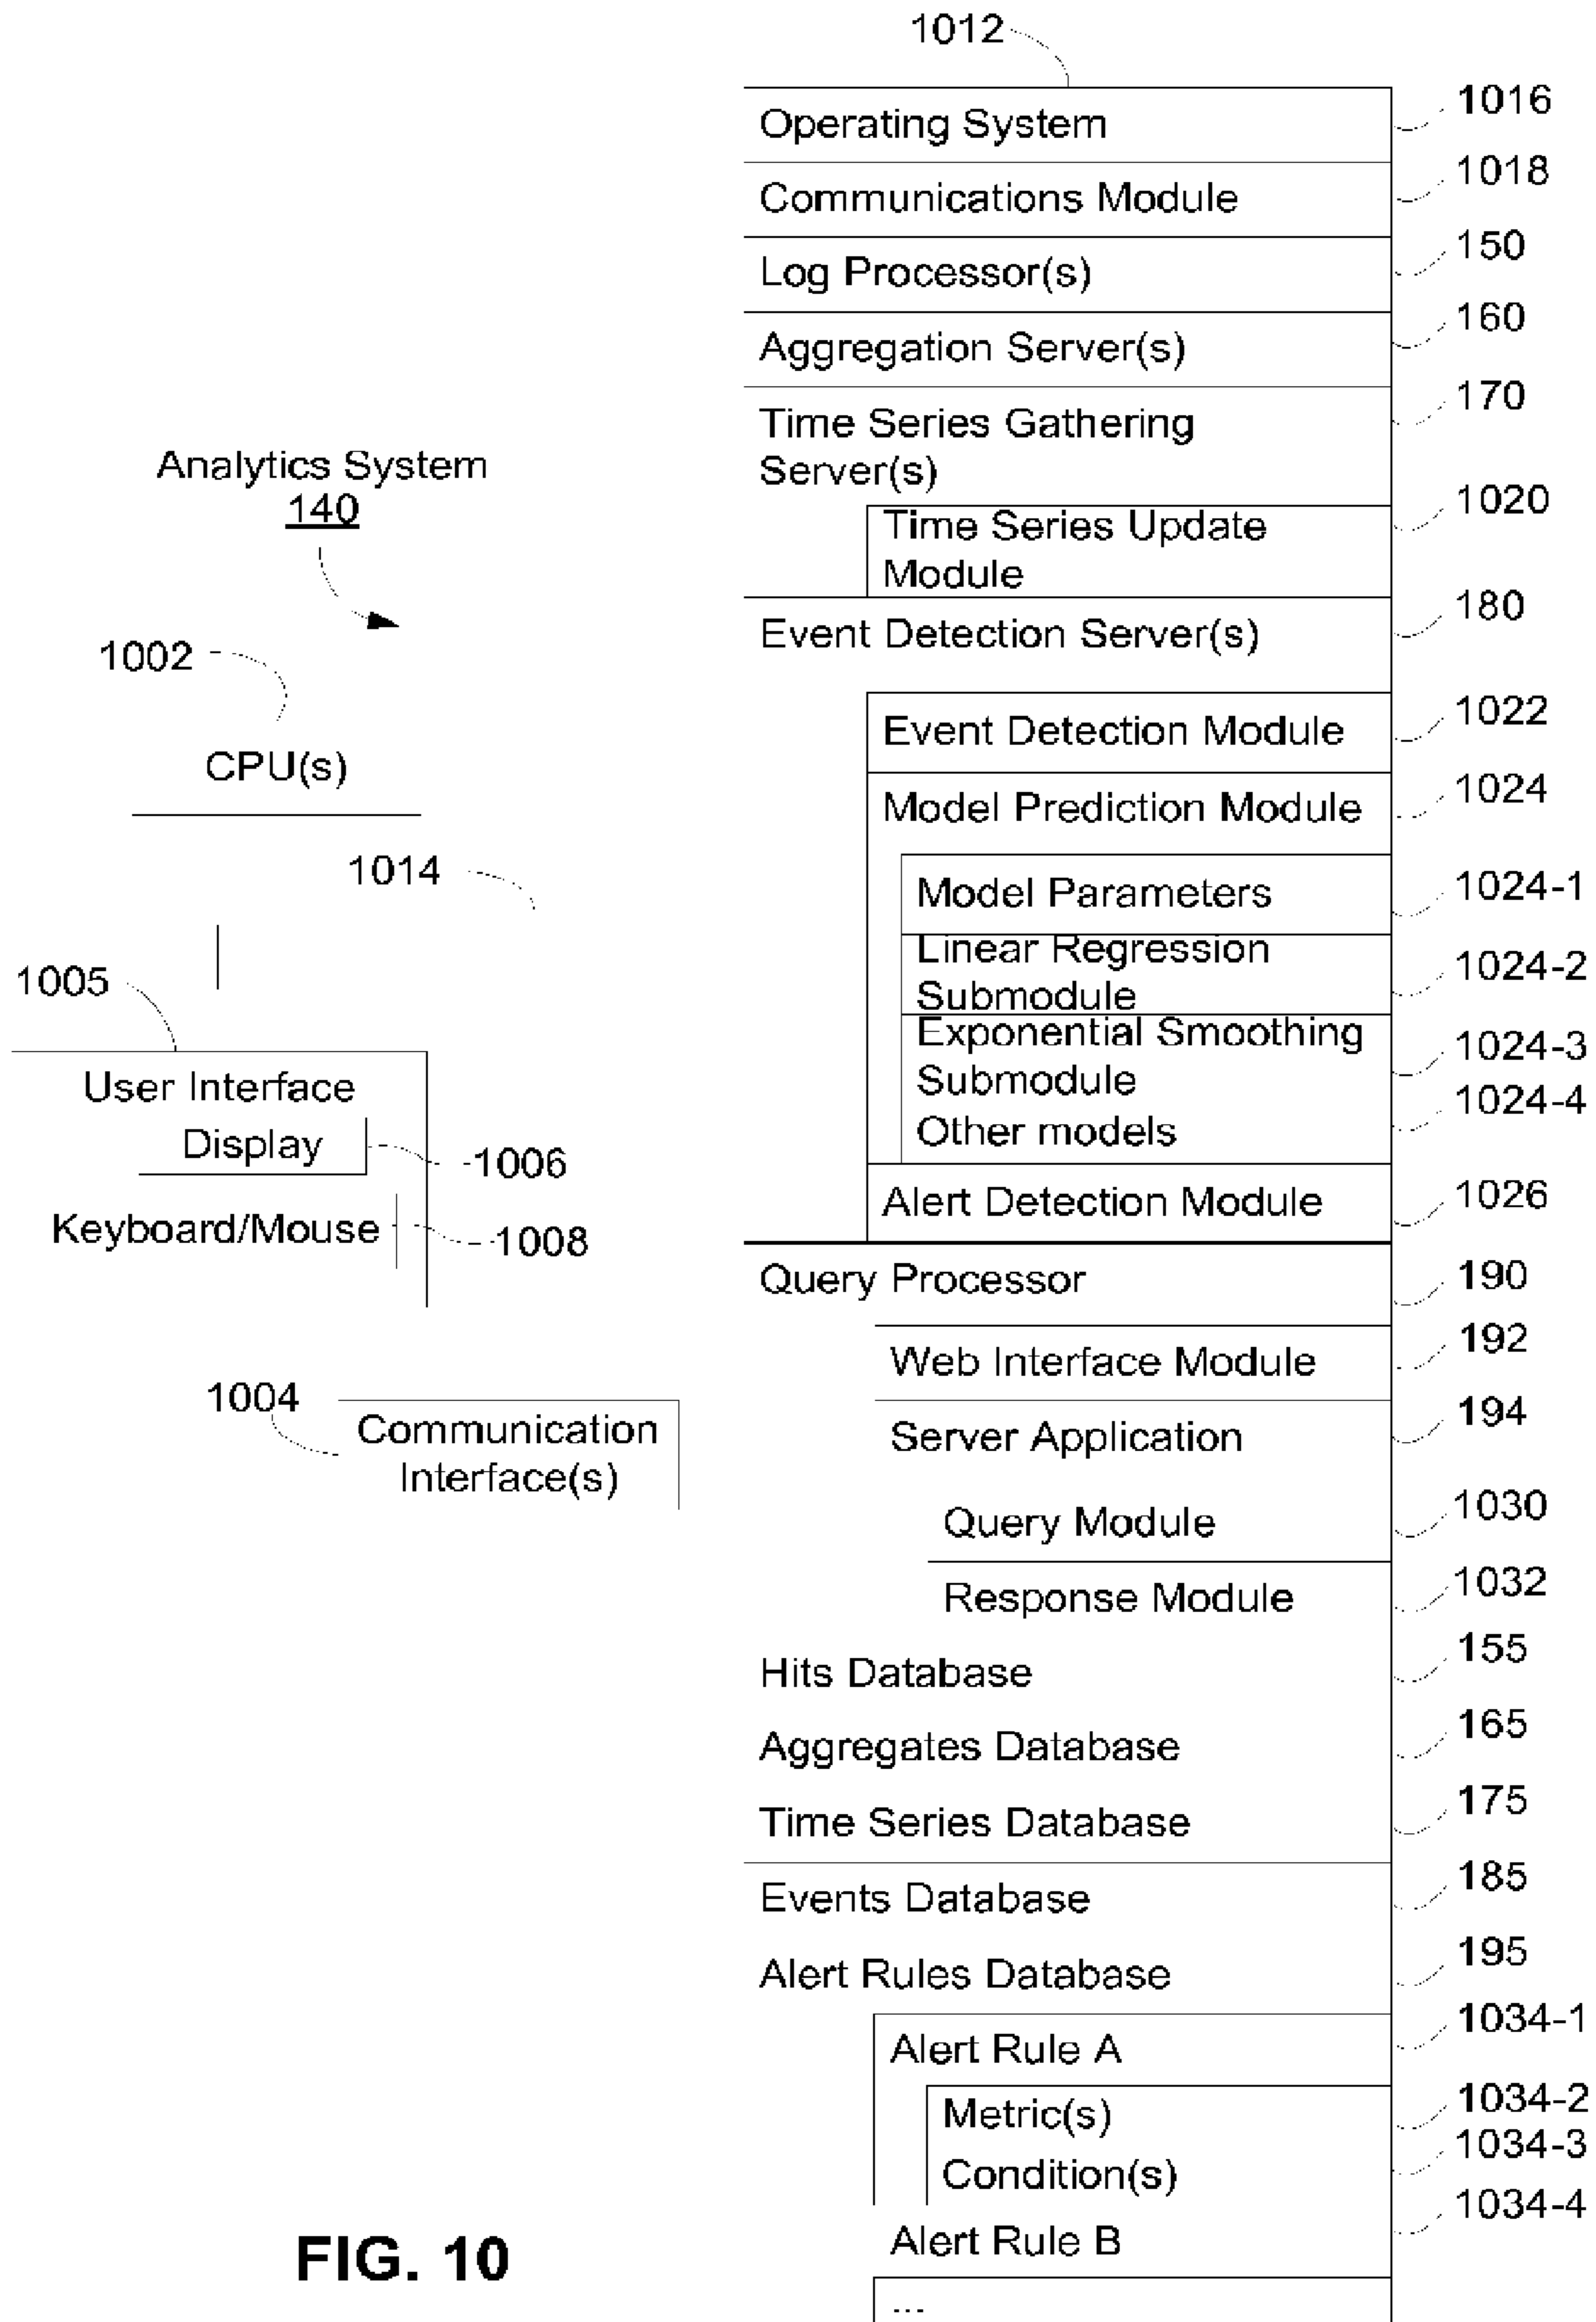 1012
Operating System 1016
Communications Module 1018
Log Processor(s) 150
Aggregation Server(s) 160
Time Series Gathering 170
Server(s)
Time Series Update 1020
Module
Event Detection Server(s) 180
Event Detection Module 1022
Model Prediction Module 1024
Model Parameters 1024-1
Linear Regression 1024-2
Submodule
Exponential Smoothing 1024-3
Submodule
Other models 1024-4
Alert Detection Module 1026
Query Processor 190
Web Interface Module 192
Server Application 194
Query Module 1030
Response Module 1032
Hits Database 155
Aggregates Database 165
Time Series Database 175
Events Database 185
Alert Rules Database 195
Alert Rule A 1034-1
Metric(s) 1034-2
Condition(s) 1034-3
Alert Rule B 1034-4
...
Analytics System
140
1002
CPU(s)
1014
1005
User Interface
Display 1006
Keyboard/Mouse 1008
1004
Communication
Interface(s)
FIG. 10